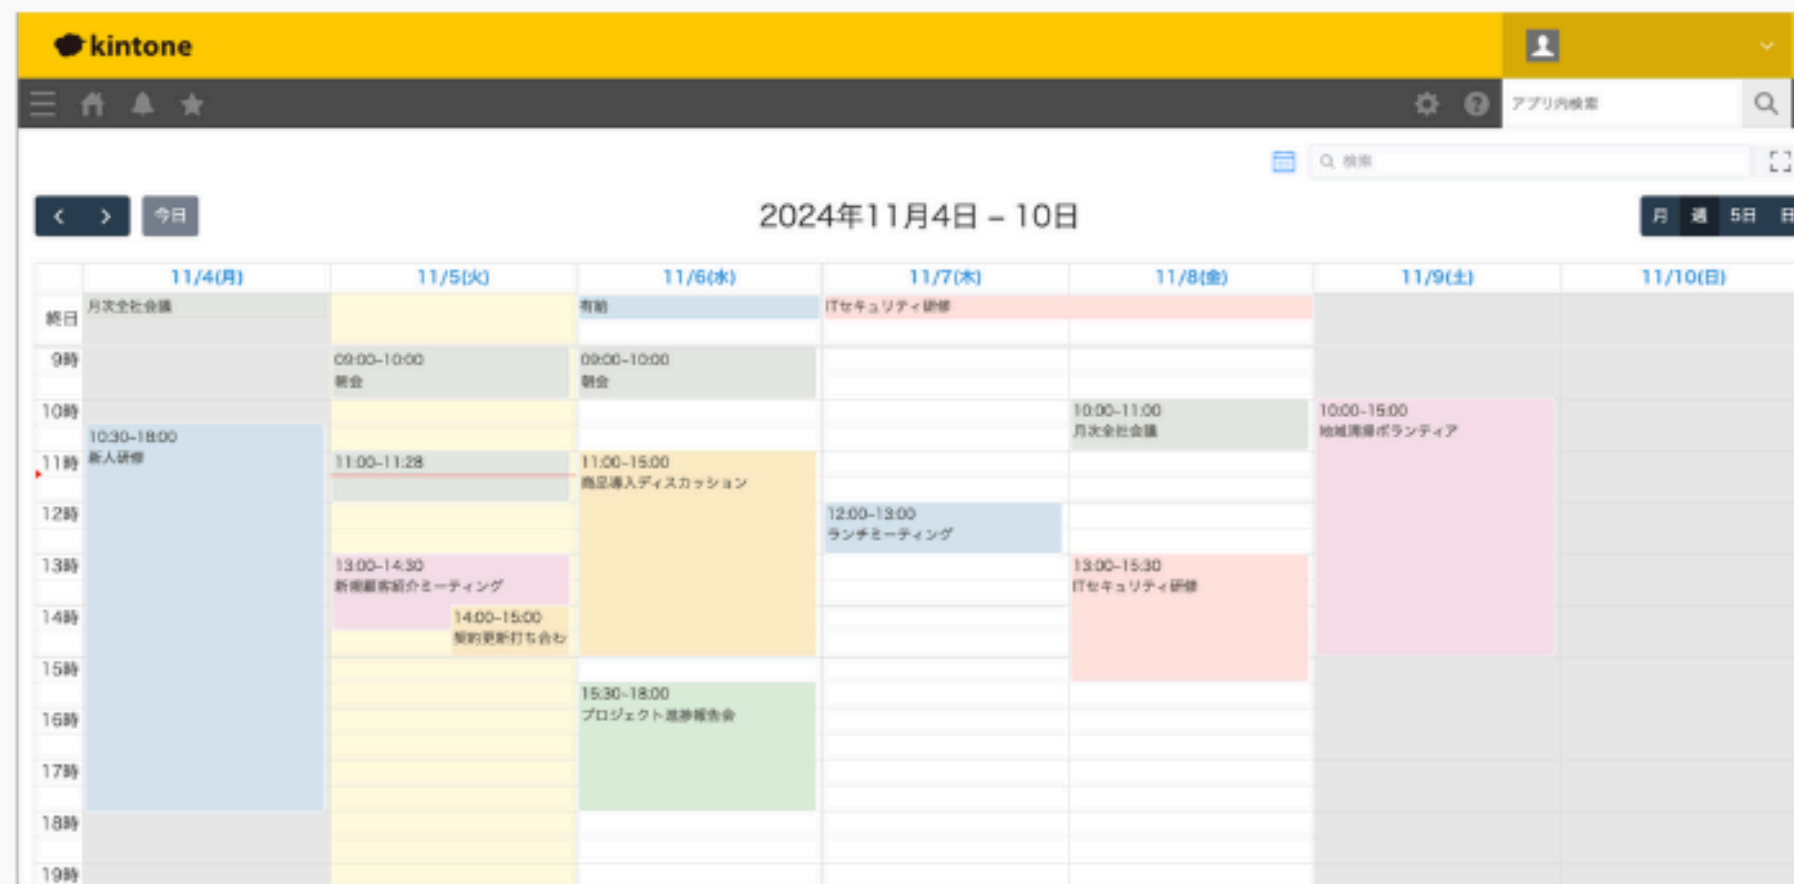 kintone
アプリ内検索
検索
今日
2024年11月4日 – 10日
月 週 5日 日
11/4(月) 11/5(火) 11/6(水) 11/7(木) 11/8(金) 11/9(土) 11/10(日)
終日
月次全社会議
有給
ITセキュリティ研修
9時
09:00–10:00
朝会
09:00–10:00
朝会
10時
10:00–11:00
月次全社会議
10:00–15:00
地域清掃ボランティア
10:30–18:00
新人研修
11時
11:00–11:28
11:00–15:00
商品導入ディスカッション
12時
12:00–13:00
ランチミーティング
13時
13:00–14:30
新規顧客紹介ミーティング
13:00–15:30
ITセキュリティ研修
14時
14:00–15:00
契約更新打ち合わ
15時
15:30–18:00
プロジェクト進捗報告会
16時
17時
18時
19時